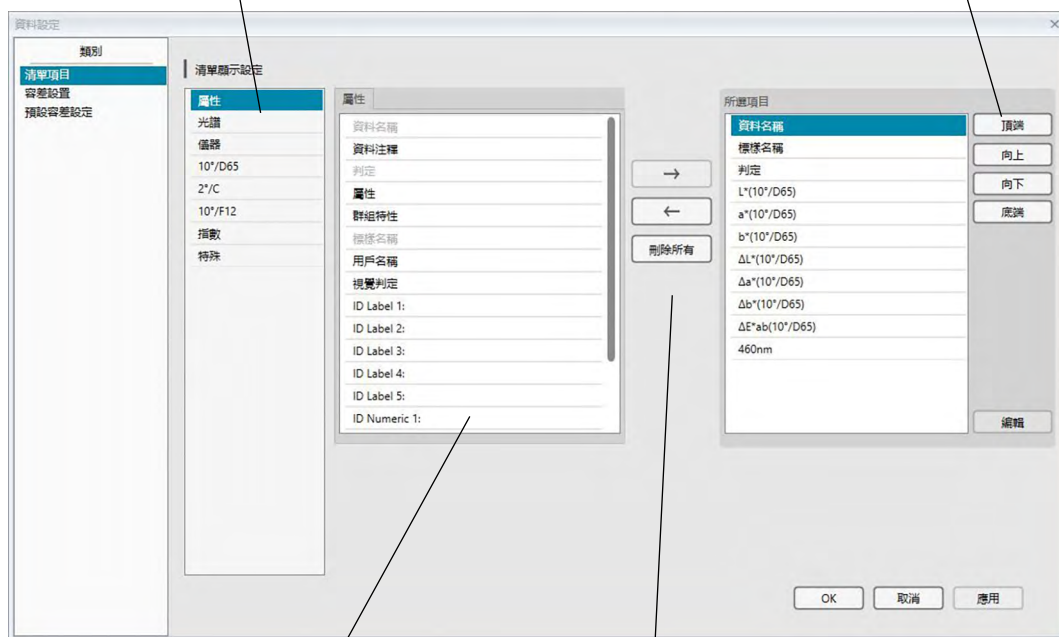 資料設定
類別
清單項目
容差設置
預設容差設定
清單顯示設定
屬性
光譜
儀器
10°/D65
2°/C
10°/F12
指數
特殊
屬性
資料名稱
資料注釋
判定
屬性
群組特性
標樣名稱
用戶名稱
視覺判定
ID Label 1:
ID Label 2:
ID Label 3:
ID Label 4:
ID Label 5:
ID Numeric 1:
→
←
刪除所有
所選項目
資料名稱
標樣名稱
判定
L*(10°/D65)
a*(10°/D65)
b*(10°/D65)
ΔL*(10°/D65)
Δa*(10°/D65)
Δb*(10°/D65)
ΔE*ab(10°/D65)
460nm
頂端
向上
向下
底端
編輯
OK
取消
應用